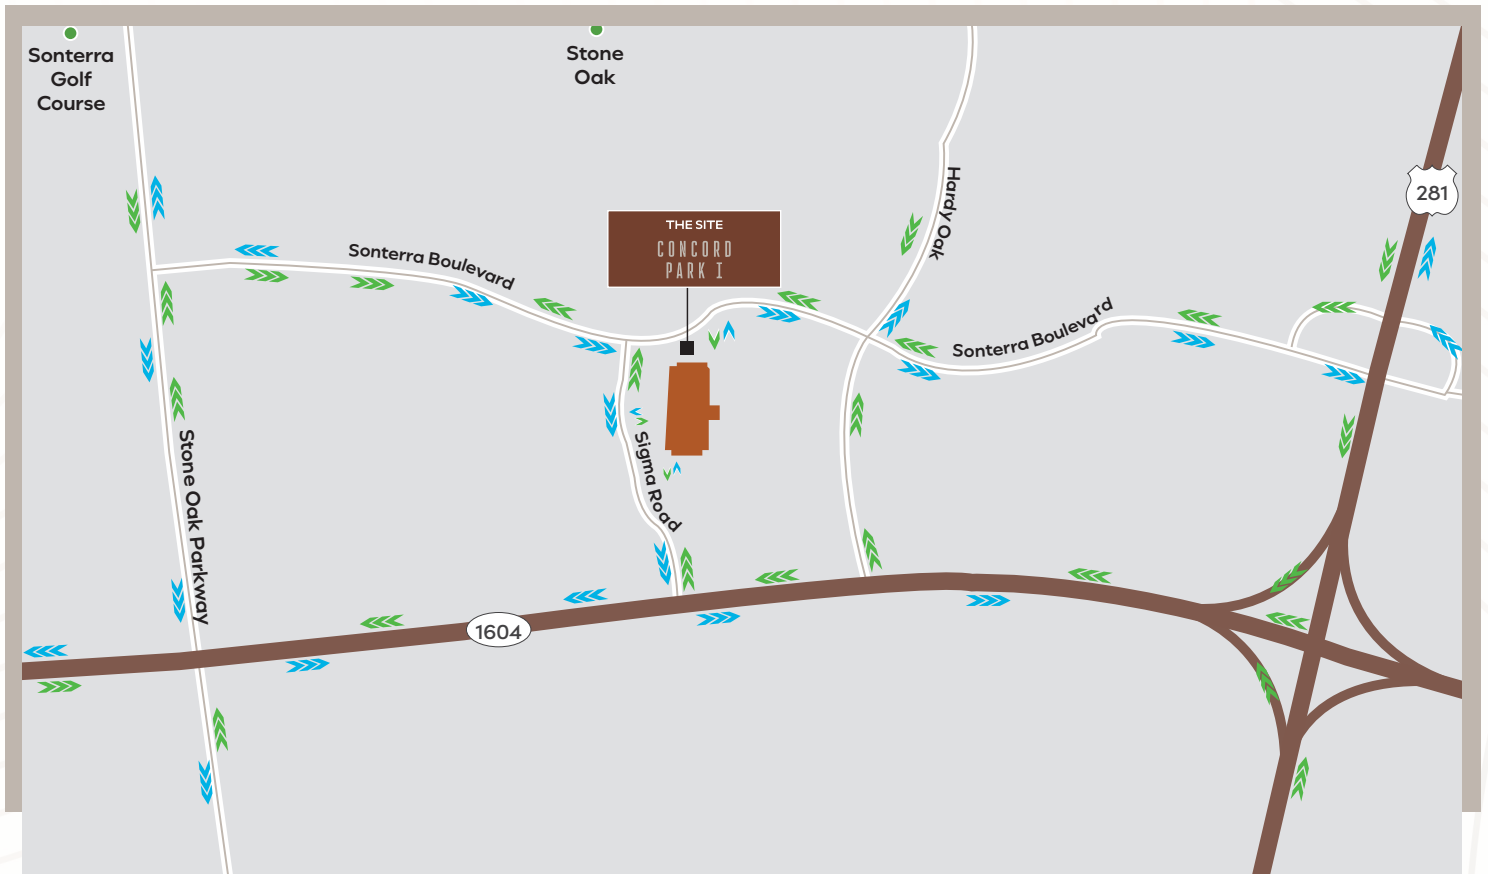 Sonterra
Golf
Course
Stone
Oak
Hardy Oak
281
THE SITE
CONCORD
PARK I
Sonterra Boulevard
Sonterra Boulevard
Stone Oak Parkway
Sigma Road
1604